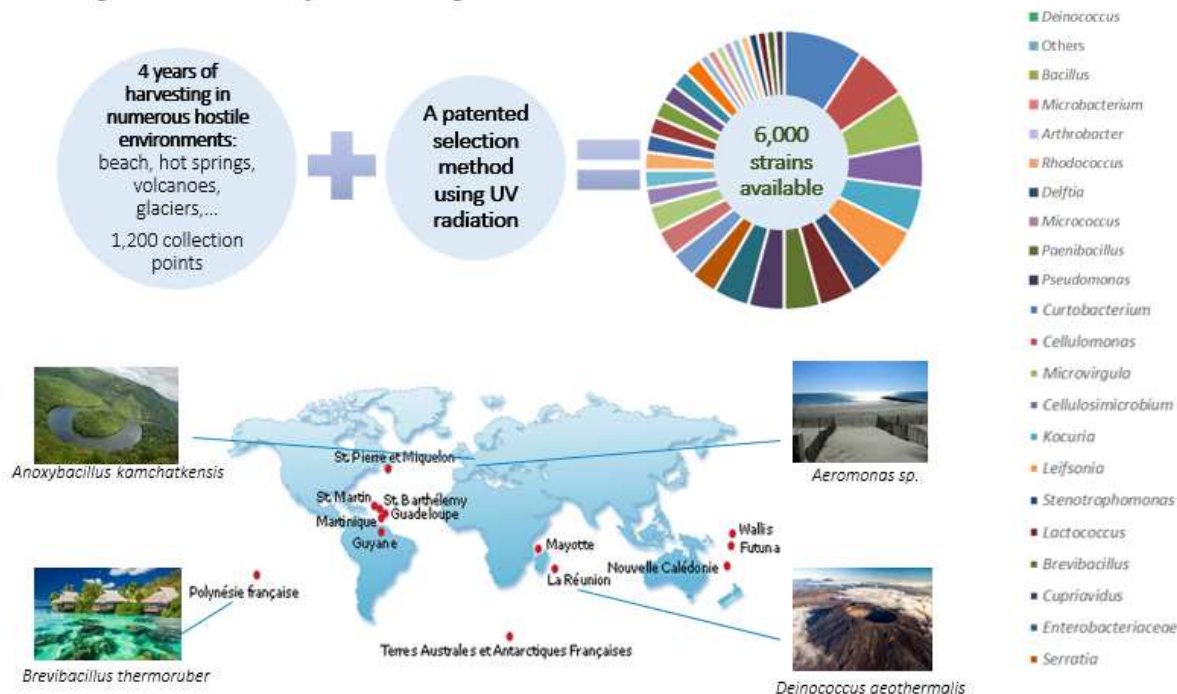 4 years of
harvesting in
numerous hostile
environments:
beach, hot springs,
volcanoes,
glaciers,...
1,200 collection
points
A patented
selection
method
using UV
radiation
6,000
strains
available
Deinococcus
Others
Bacillus
Microbacterium
Arthrobacter
Rhodococcus
Delftia
Micrococcus
Paenibacillus
Pseudomonas
Curtobacterium
Cellulomonas
Microvirgula
Cellulosimicrobium
Kocuria
Leifsonia
Stenotrophomonas
Lactococcus
Brevibacillus
Cupriavidus
Enterobacteriaceae
Serratia
Anoxybacillus kamchatkensis
Aeromonas sp.
St. Pierre et Miquelon
St. Martin
St. Barthélemy
Guadeloupe
Martinique
Guyane
Mayotte
La Réunion
Wallis
Futuna
Nouvelle Calédonie
Polynésie française
Terres Australes et Antarctiques Françaises
Brevibacillus thermoruber
Deinococcus geothermalis